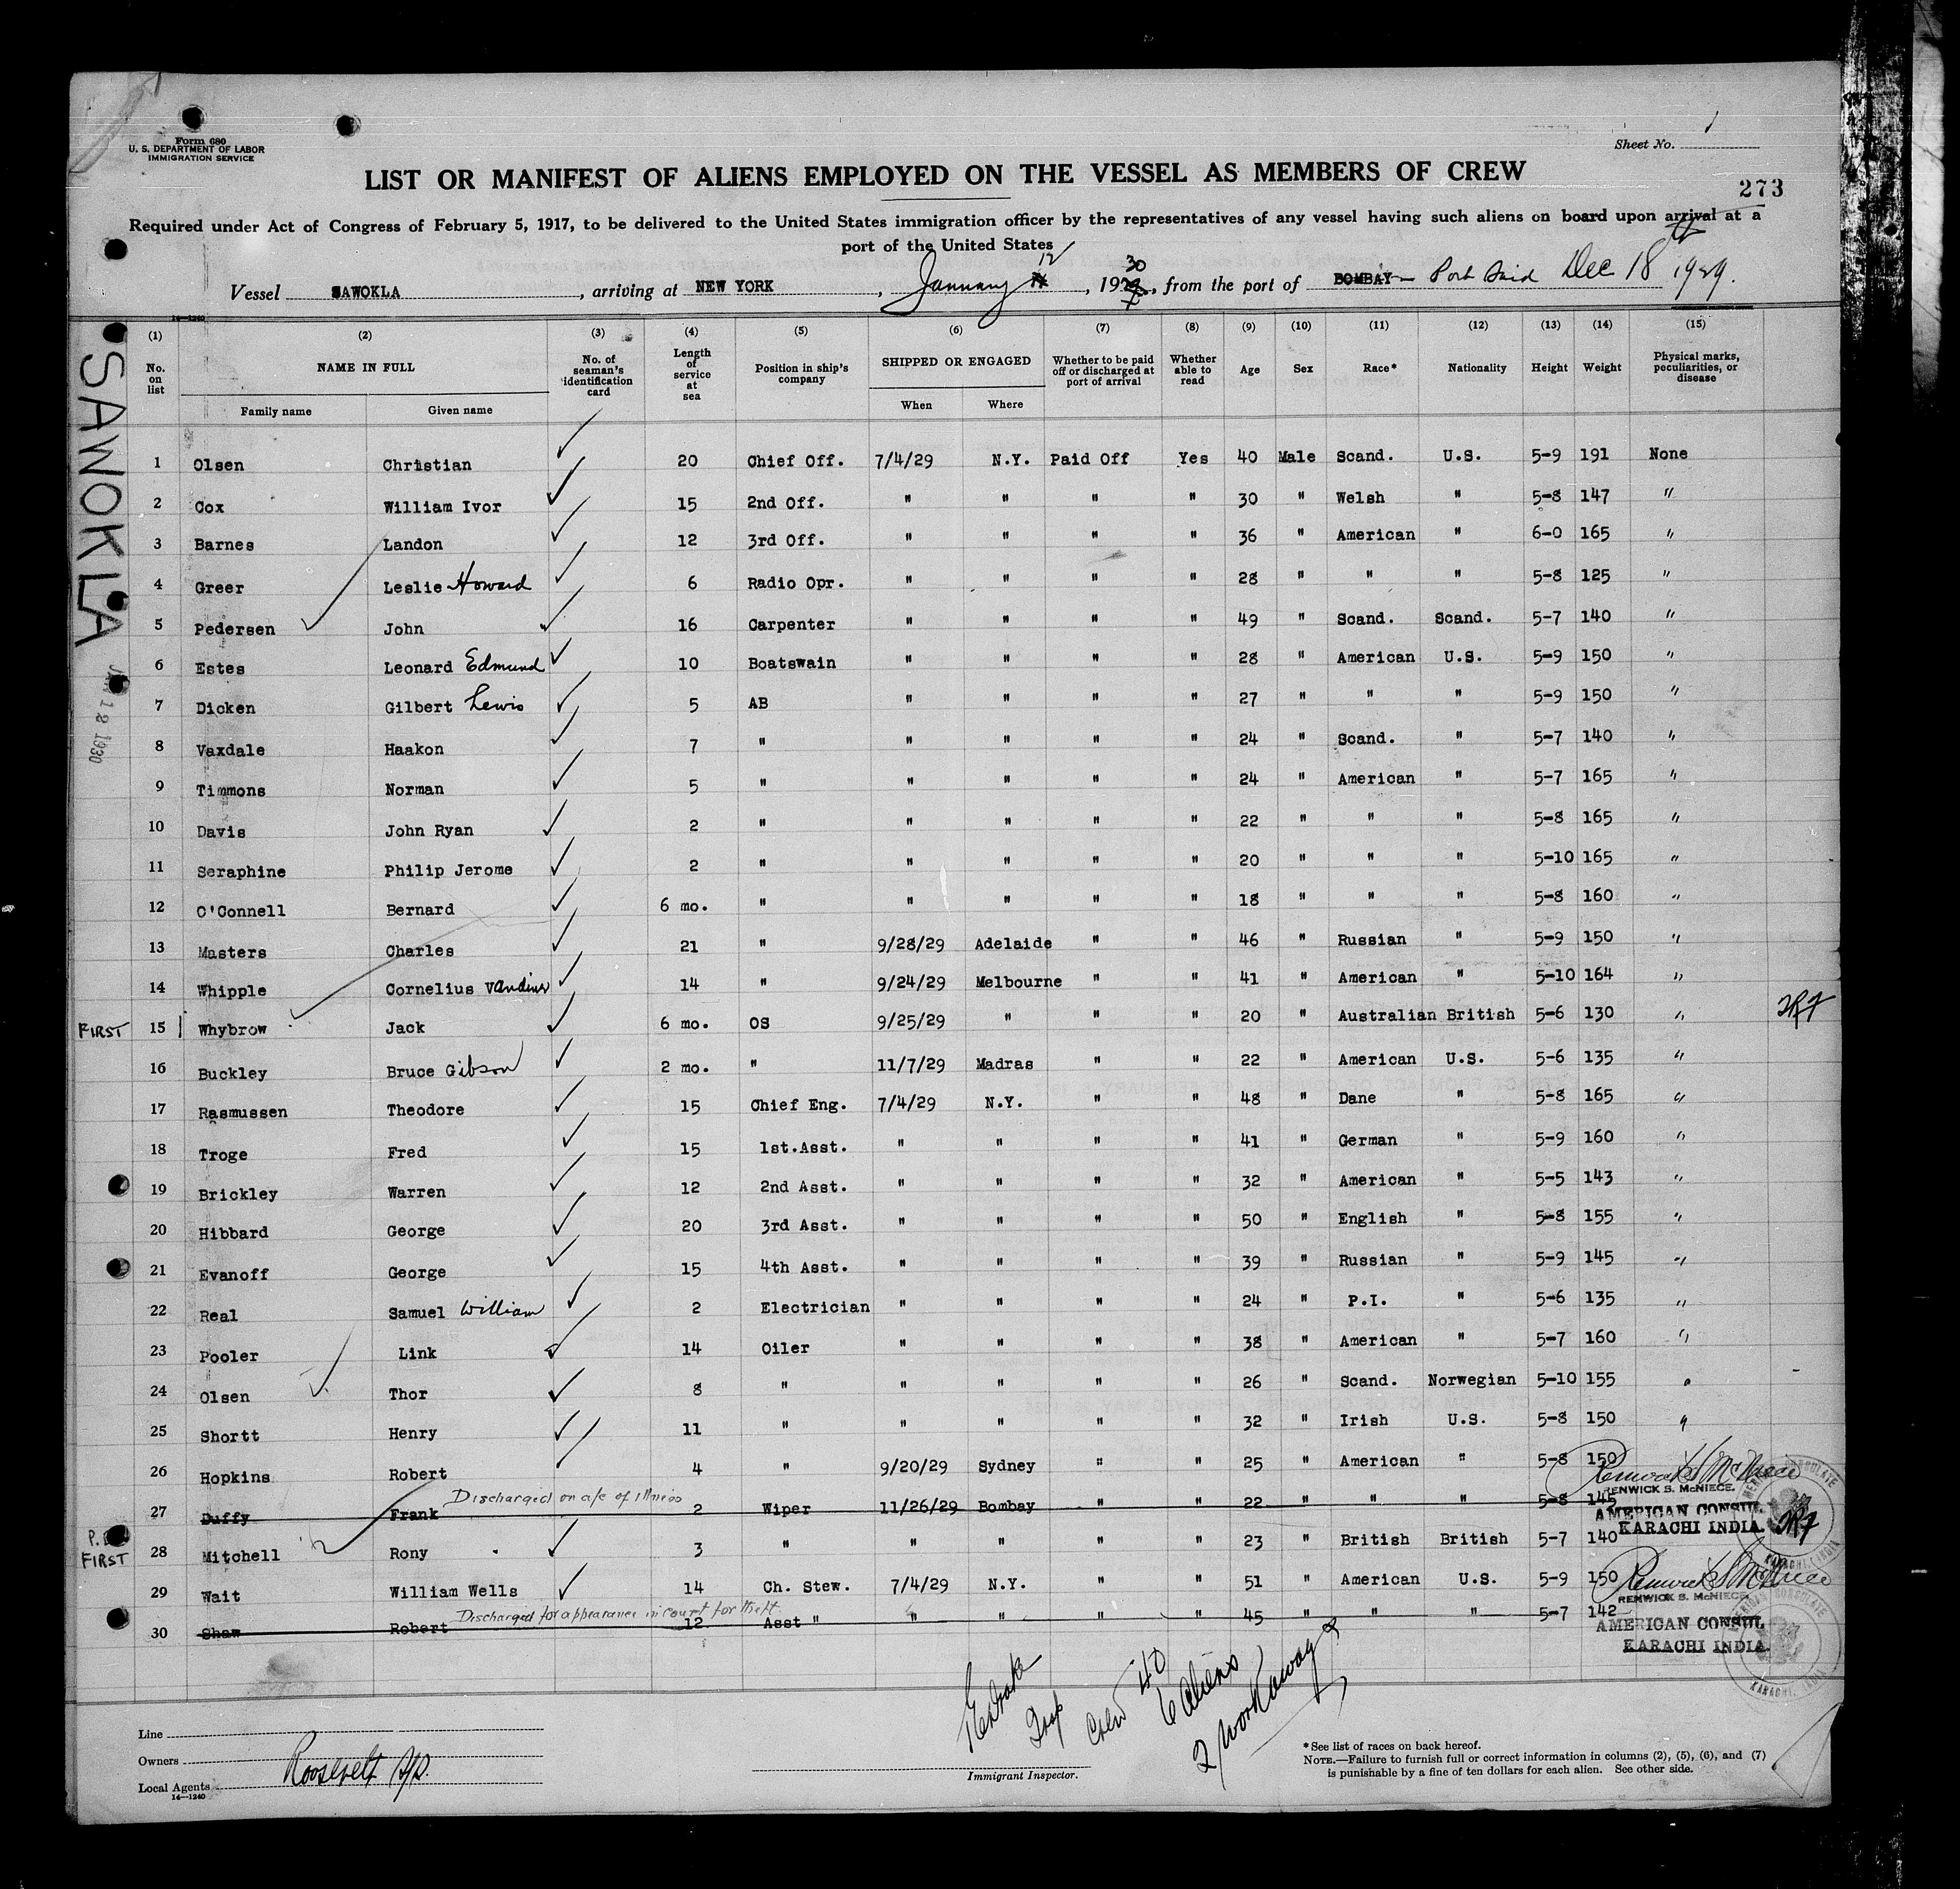 Form 680
U. S. DEPARTMENT OF LABOR
IMMIGRATION SERVICE
Sheet No. 1
LIST OR MANIFEST OF ALIENS EMPLOYED ON THE VESSEL AS MEMBERS OF CREW
273
Required under Act of Congress of February 5, 1917, to be delivered to the United States immigration officer by the representatives of any vessel having such aliens on board upon arrival at a
port of the United States
Vessel SAWOKLA, arriving at NEW YORK, January 12, 1930, from the port of BOMBAY Port Said Dec 18th 1929.
14-1240
(1) (2) (3) (4) (5) (6) (7) (8) (9) (10) (11) (12) (13) (14) (15)
No. on list NAME IN FULL No. of seaman's identification card Length of service at sea Position in ship's company SHIPPED OR ENGAGED Whether to be paid off or discharged at port of arrival Whether able to read Age Sex Race* Nationality Height Weight Physical marks, peculiarities, or disease
Family name Given name When Where
SAWOKLA
JAN 12 1930
1 Olsen Christian 20 Chief Off. 7/4/29 N.Y. Paid Off Yes 40 Male Scand. U.S. 5-9 191 None
2 Cox William Ivor 15 2nd Off. " " " " 30 " Welsh " 5-8 147 "
3 Barnes Landon 12 3rd Off. " " " " 36 " American " 6-0 165 "
4 Greer Leslie Howard 6 Radio Opr. " " " " 28 " " " 5-8 125 "
5 Pedersen John 16 Carpenter " " " " 49 " Scand. Scand. 5-7 140 "
6 Estes Leonard Edmund 10 Boatswain " " " " 28 " American U.S. 5-9 150 "
7 Dicken Gilbert Lewis 5 AB " " " " 27 " " " 5-9 150 "
8 Vaxdale Haakon 7 " " " " " 24 " Scand. " 5-7 140 "
9 Timmons Norman 5 " " " " " 24 " American " 5-7 165 "
10 Davis John Ryan 2 " " " " " 22 " " " 5-8 165 "
11 Seraphine Philip Jerome 2 " " " " " 20 " " " 5-10 165 "
12 O'Connell Bernard 6 mo. " " " " " 18 " " " 5-8 160 "
13 Masters Charles 21 " 9/28/29 Adelaide " " 46 " Russian " 5-9 150 "
14 Whipple Cornelius Vandiver 14 " 9/24/29 Melbourne " " 41 " American " 5-10 164 "
FIRST 15 Whybrow Jack 6 mo. OS 9/25/29 " " " 20 " Australian British 5-6 130 "
16 Buckley Bruce Gibson 2 mo. " 11/7/29 Madras " " 22 " American U.S. 5-6 135 "
17 Rasmussen Theodore 15 Chief Eng. 7/4/29 N.Y. " " 48 " Dane " 5-8 165 "
18 Troge Fred 15 1st.Asst. " " " " 41 " German " 5-9 160 "
19 Brickley Warren 12 2nd Asst. " " " " 32 " American " 5-5 143 "
20 Hibbard George 20 3rd Asst. " " " " 50 " English " 5-8 155 "
21 Evanoff George 15 4th Asst. " " " " 39 " Russian " 5-9 145 "
22 Real Samuel William 2 Electrician " " " " 24 " P.I. " 5-6 135 "
23 Pooler Link 14 Oiler " " " " 38 " American " 5-7 160 "
24 Olsen Thor 8 " " " " " 26 " Scand. Norwegian 5-10 155 "
25 Shortt Henry 11 " " " " " 32 " Irish U.S. 5-8 150 "
26 Hopkins Robert 4 " 9/20/29 Sydney " " 25 " American " 5-8 150
Renwick S. McNiece
RENWICK S. McNIECE.
Discharged on a/c of illness
27 Duffy Frank 2 Wiper 11/26/29 Bombay " " 22 " " " 5-8 145
AMERICAN CONSUL
KARACHI INDIA.
FIRST 28 Mitchell Rony 3 " " " " " 23 " British British 5-7 140
29 Wait William Wells 14 Ch. Stew. 7/4/29 N.Y. " " 51 " American U.S. 5-9 150
Renwick S. McNiece
RENWICK S. McNIECE
Discharged for appearance in court for theft
30 Shaw Robert 12 Asst " " " " " 45 " " " 5-7 142
AMERICAN CONSUL
KARACHI INDIA.
KARACHI, INDIA
Crew 40
6 aliens
2 workaways
Line
Owners
Roosevelt
Local Agents
14-1240
Immigrant Inspector.
*See list of races on back hereof.
NOTE.—Failure to furnish full or correct information in columns (2), (5), (6), and (7)
is punishable by a fine of ten dollars for each alien. See other side.